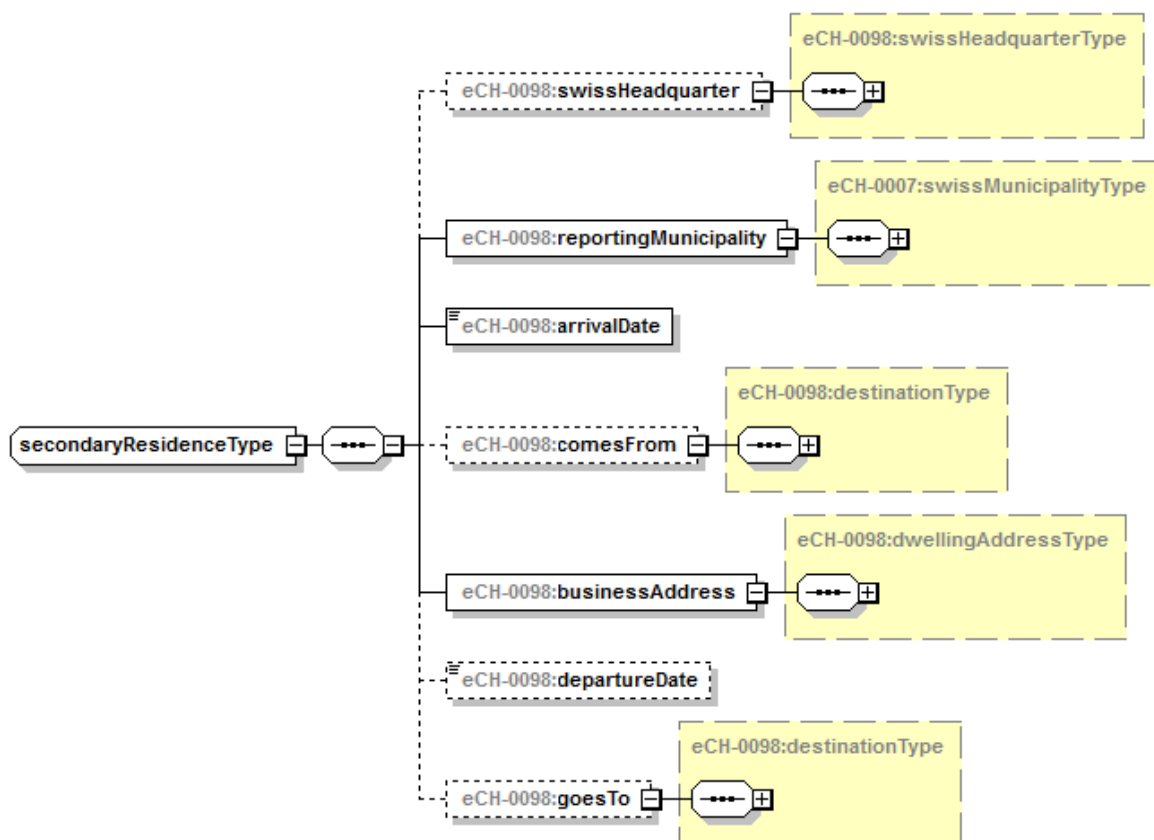 eCH-0098:swissHeadquarterType
eCH-0098:swissHeadquarter
eCH-0007:swissMunicipalityType
eCH-0098:reportingMunicipality
eCH-0098:arrivalDate
eCH-0098:destinationType
secondaryResidenceType
eCH-0098:comesFrom
eCH-0098:dwellingAddressType
eCH-0098:businessAddress
eCH-0098:departureDate
eCH-0098:destinationType
eCH-0098:goesTo